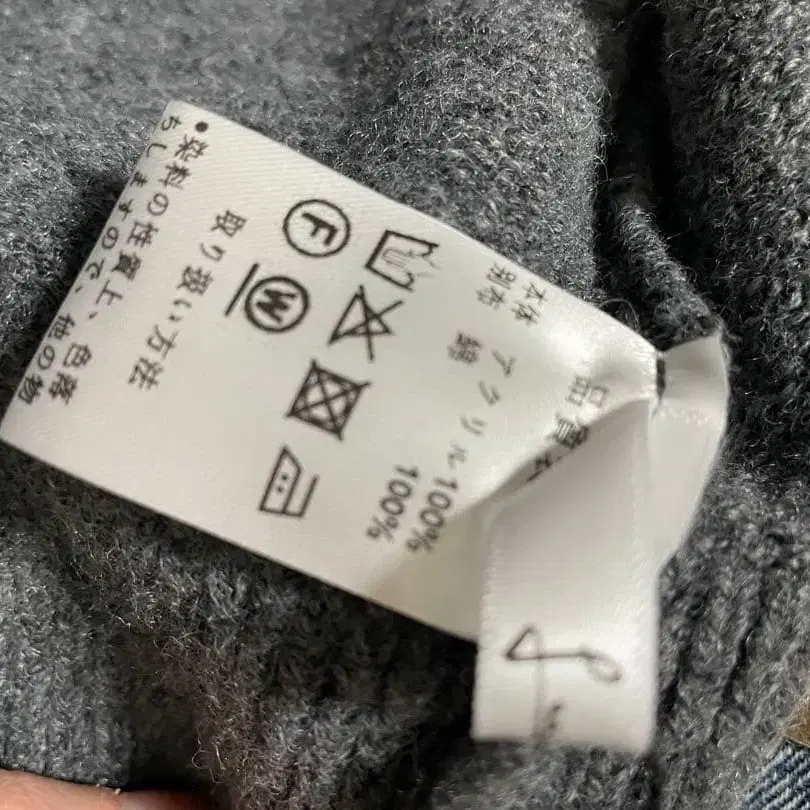 品質
本体 アクリル100%
別布 綿 100%
F W
取り扱い方法
●染料の性質上、色落
ちしますので、他の物